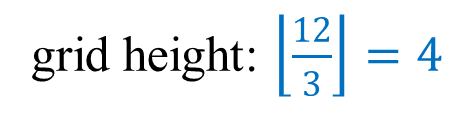 grid height: ⌊12/3⌋ = 4